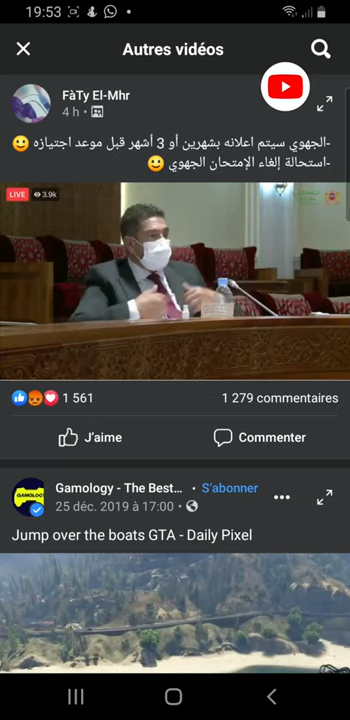 19:53
Autres vidéos
FàTy El-Mhr
4 h
-الجهوي سيتم اعلانه بشهرين أو 3 أشهر قبل موعد اجتيازه 😀
-استحالة إلغاء الإمتحان الجهوي 😀
LIVE 3.9k
1 561 1 279 commentaires
J'aime Commenter
Gamology - The Best... • S'abonner
25 déc. 2019 à 17:00
Jump over the boats GTA - Daily Pixel